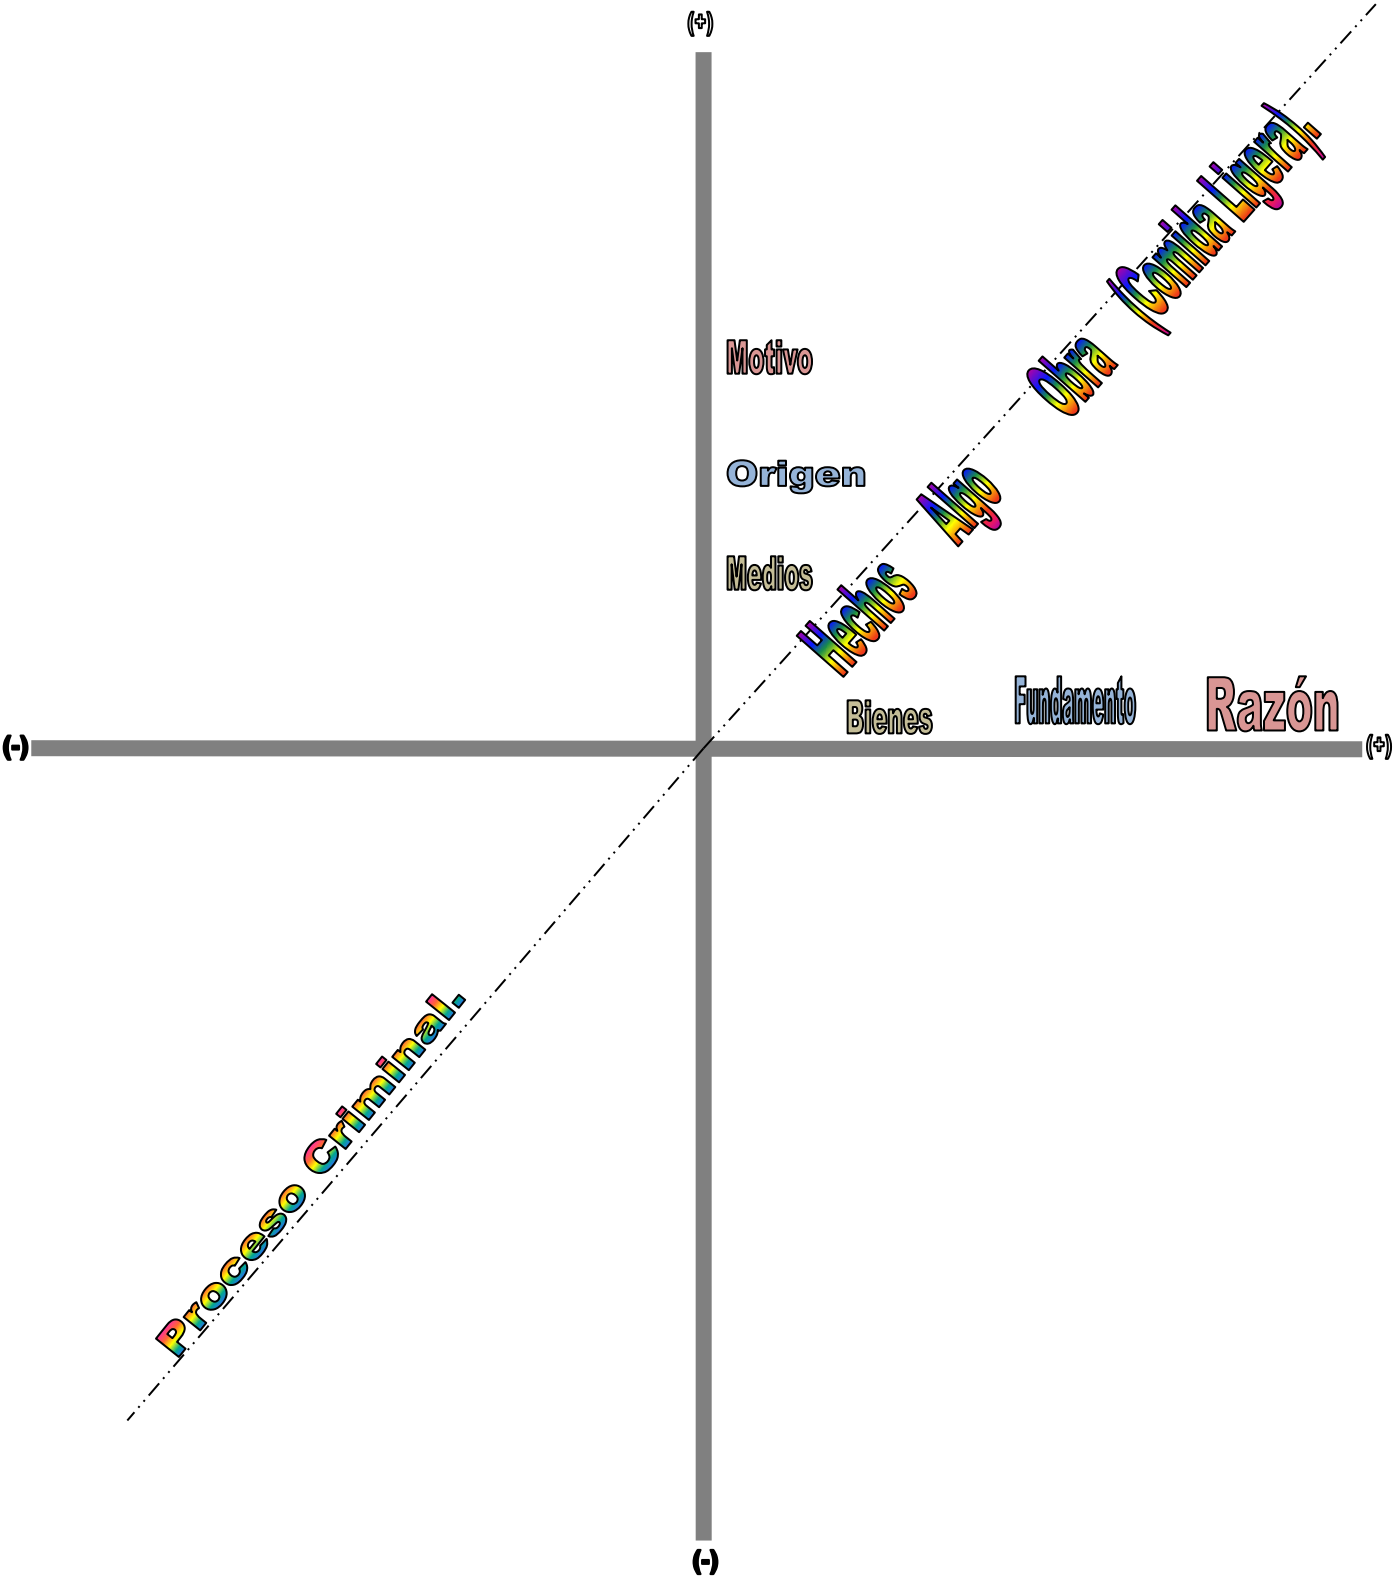 (+)
Hechos Algo Obra (Comida Ligera).
Motivo
Origen
Medios
Bienes
Fundamento
Razón
(-)
(+)
Proceso Criminal.
(-)